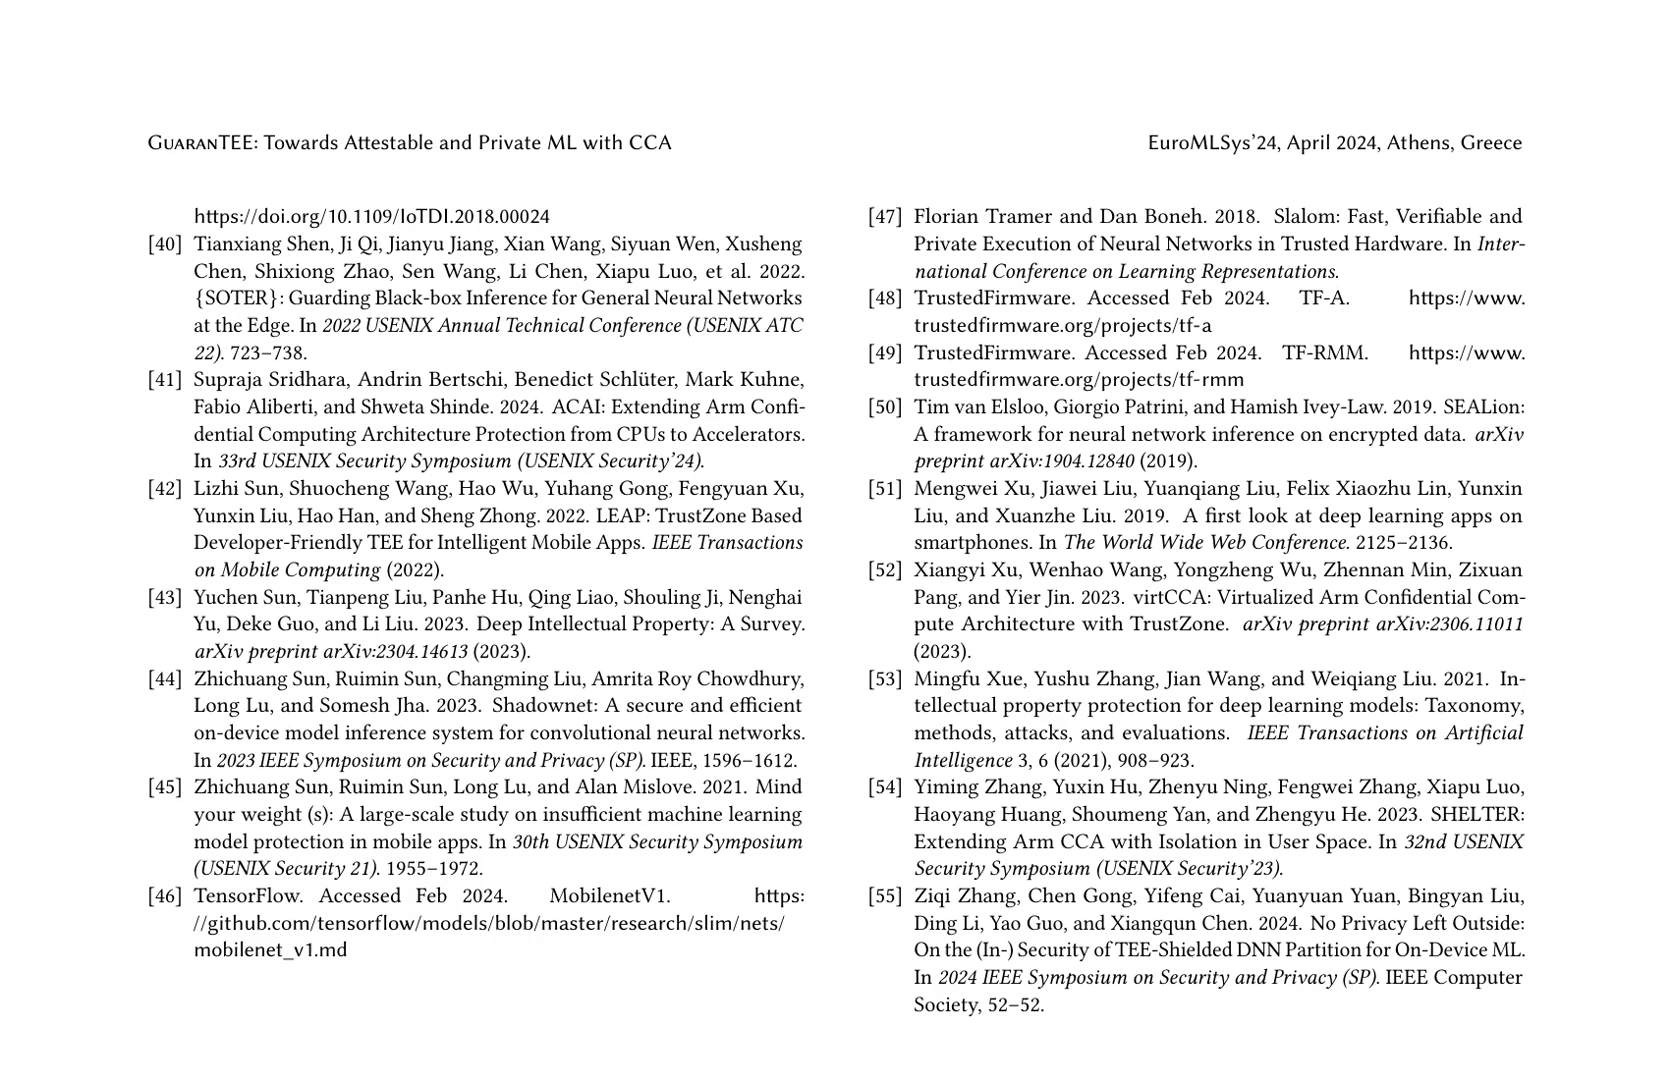 GuaranTEE: Towards Attestable and Private ML with CCA
EuroMLSys’24, April 2024, Athens, Greece
https://doi.org/10.1109/IoTDI.2018.00024
[40] Tianxiang Shen, Ji Qi, Jianyu Jiang, Xian Wang, Siyuan Wen, Xusheng
Chen, Shixiong Zhao, Sen Wang, Li Chen, Xiapu Luo, et al. 2022.
{SOTER}: Guarding Black-box Inference for General Neural Networks
at the Edge. In 2022 USENIX Annual Technical Conference (USENIX ATC
22). 723–738.
[41] Supraja Sridhara, Andrin Bertschi, Benedict Schlüter, Mark Kuhne,
Fabio Aliberti, and Shweta Shinde. 2024. ACAI: Extending Arm Confi-
dential Computing Architecture Protection from CPUs to Accelerators.
In 33rd USENIX Security Symposium (USENIX Security’24).
[42] Lizhi Sun, Shuocheng Wang, Hao Wu, Yuhang Gong, Fengyuan Xu,
Yunxin Liu, Hao Han, and Sheng Zhong. 2022. LEAP: TrustZone Based
Developer-Friendly TEE for Intelligent Mobile Apps. IEEE Transactions
on Mobile Computing (2022).
[43] Yuchen Sun, Tianpeng Liu, Panhe Hu, Qing Liao, Shouling Ji, Nenghai
Yu, Deke Guo, and Li Liu. 2023. Deep Intellectual Property: A Survey.
arXiv preprint arXiv:2304.14613 (2023).
[44] Zhichuang Sun, Ruimin Sun, Changming Liu, Amrita Roy Chowdhury,
Long Lu, and Somesh Jha. 2023. Shadownet: A secure and efficient
on-device model inference system for convolutional neural networks.
In 2023 IEEE Symposium on Security and Privacy (SP). IEEE, 1596–1612.
[45] Zhichuang Sun, Ruimin Sun, Long Lu, and Alan Mislove. 2021. Mind
your weight (s): A large-scale study on insufficient machine learning
model protection in mobile apps. In 30th USENIX Security Symposium
(USENIX Security 21). 1955–1972.
[46] TensorFlow. Accessed Feb 2024. MobilenetV1. https:
//github.com/tensorflow/models/blob/master/research/slim/nets/
mobilenet_v1.md
[47] Florian Tramer and Dan Boneh. 2018. Slalom: Fast, Verifiable and
Private Execution of Neural Networks in Trusted Hardware. In Inter-
national Conference on Learning Representations.
[48] TrustedFirmware. Accessed Feb 2024. TF-A. https://www.
trustedfirmware.org/projects/tf-a
[49] TrustedFirmware. Accessed Feb 2024. TF-RMM. https://www.
trustedfirmware.org/projects/tf-rmm
[50] Tim van Elsloo, Giorgio Patrini, and Hamish Ivey-Law. 2019. SEALion:
A framework for neural network inference on encrypted data. arXiv
preprint arXiv:1904.12840 (2019).
[51] Mengwei Xu, Jiawei Liu, Yuanqiang Liu, Felix Xiaozhu Lin, Yunxin
Liu, and Xuanzhe Liu. 2019. A first look at deep learning apps on
smartphones. In The World Wide Web Conference. 2125–2136.
[52] Xiangyi Xu, Wenhao Wang, Yongzheng Wu, Zhennan Min, Zixuan
Pang, and Yier Jin. 2023. virtCCA: Virtualized Arm Confidential Com-
pute Architecture with TrustZone. arXiv preprint arXiv:2306.11011
(2023).
[53] Mingfu Xue, Yushu Zhang, Jian Wang, and Weiqiang Liu. 2021. In-
tellectual property protection for deep learning models: Taxonomy,
methods, attacks, and evaluations. IEEE Transactions on Artificial
Intelligence 3, 6 (2021), 908–923.
[54] Yiming Zhang, Yuxin Hu, Zhenyu Ning, Fengwei Zhang, Xiapu Luo,
Haoyang Huang, Shoumeng Yan, and Zhengyu He. 2023. SHELTER:
Extending Arm CCA with Isolation in User Space. In 32nd USENIX
Security Symposium (USENIX Security’23).
[55] Ziqi Zhang, Chen Gong, Yifeng Cai, Yuanyuan Yuan, Bingyan Liu,
Ding Li, Yao Guo, and Xiangqun Chen. 2024. No Privacy Left Outside:
On the (In-) Security of TEE-Shielded DNN Partition for On-Device ML.
In 2024 IEEE Symposium on Security and Privacy (SP). IEEE Computer
Society, 52–52.